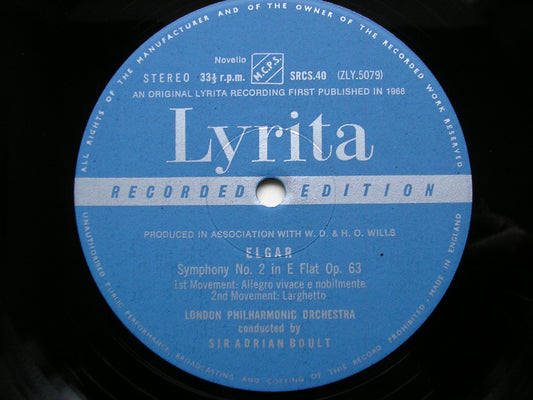 ALL RIGHTS OF THE MANUFACTURER AND OF THE OWNER OF THE RECORDED WORK RESERVED.
Novello
STEREO 33⅓ r.p.m. M.C.P.S. SRCS.40 (ZLY.5079)
AN ORIGINAL LYRITA RECORDING FIRST PUBLISHED IN 1968
Lyrita
RECORDED EDITION
PRODUCED IN ASSOCIATION WITH W. D. & H. O. WILLS
ELGAR
Symphony No. 2 in E Flat Op. 63
1st Movement: Allegro vivace e nobilmente
2nd Movement: Larghetto
LONDON PHILHARMONIC ORCHESTRA
conducted by
SIR ADRIAN BOULT
UNAUTHORISED PUBLIC PERFORMANCE, BROADCASTING AND COPYING OF THIS RECORD PROHIBITED · MADE IN ENGLAND